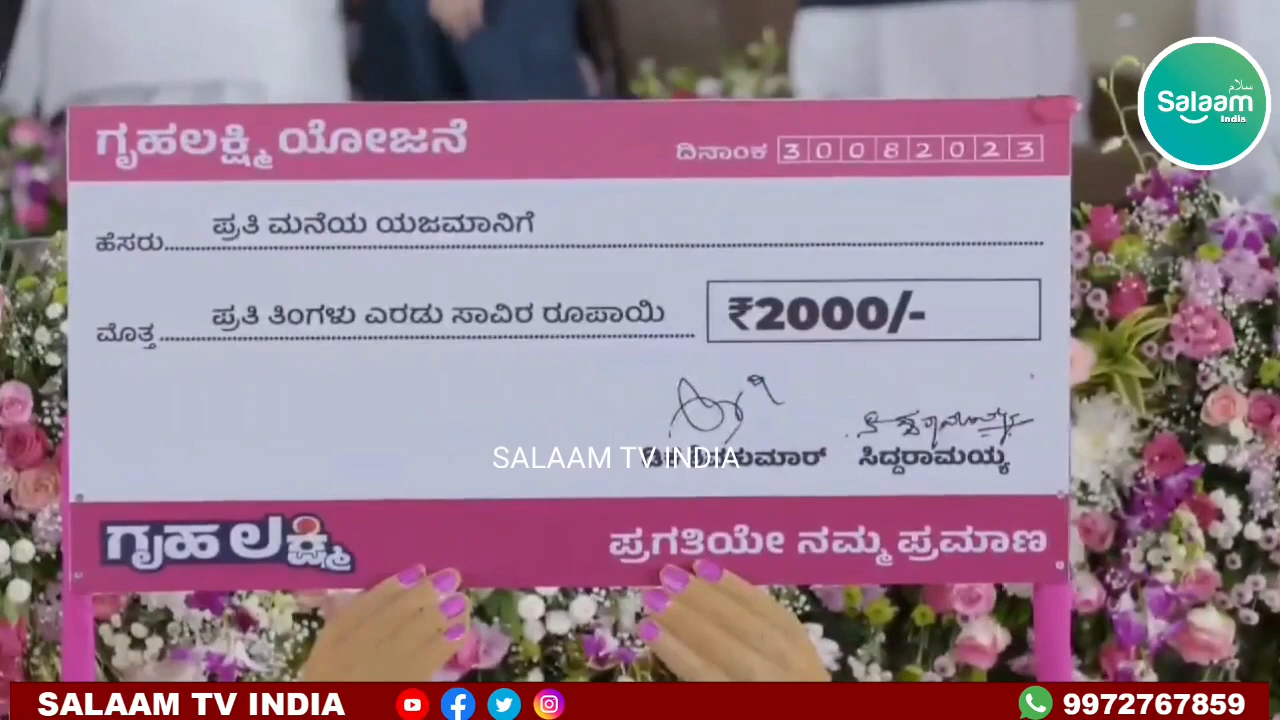 سلام
Salaam
India
ಗೃಹಲಕ್ಷ್ಮಿ ಯೋಜನೆ
ದಿನಾಂಕ 30082023
ಪ್ರತಿ ಮನೆಯ ಯಜಮಾನಿಗೆ
ಹೆಸರು
ಪ್ರತಿ ತಿಂಗಳು ಎರಡು ಸಾವಿರ ರೂಪಾಯಿ
ಮೊತ್ತ
₹2000/-
SALAAM TV INDIA
ಸಿದ್ದರಾಮಯ್ಯ
ಗೃಹಲಕ್ಷ್ಮಿ
ಪ್ರಗತಿಯೇ ನಮ್ಮ ಪ್ರಮಾಣ
SALAAM TV INDIA
9972767859